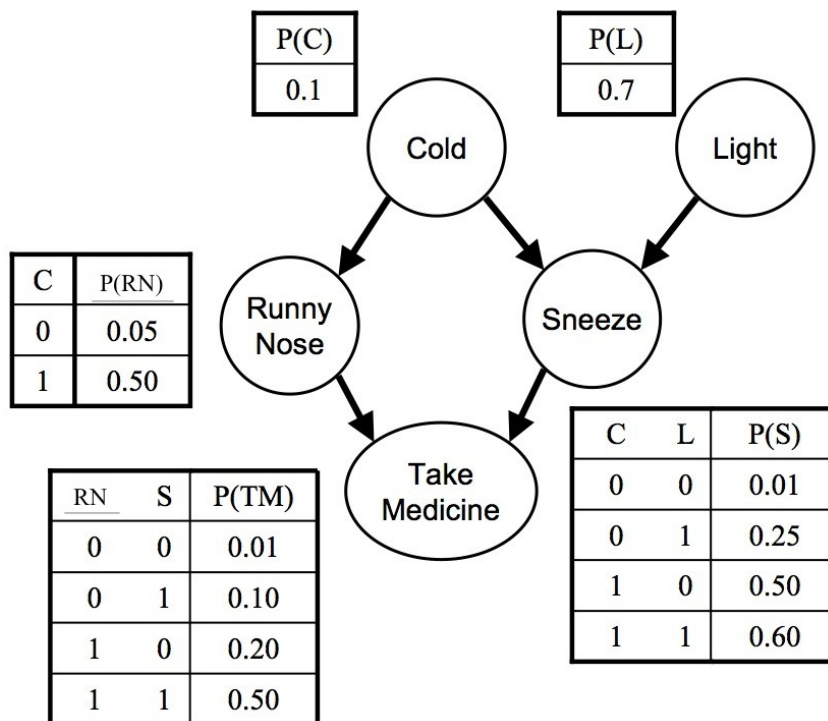 P(C)
0.1
P(L)
0.7
Cold
Light
C P(RN)
0 0.05
1 0.50
Runny
Nose
Sneeze
C L P(S)
0 0 0.01
0 1 0.25
1 0 0.50
1 1 0.60
Take
Medicine
RN S P(TM)
0 0 0.01
0 1 0.10
1 0 0.20
1 1 0.50